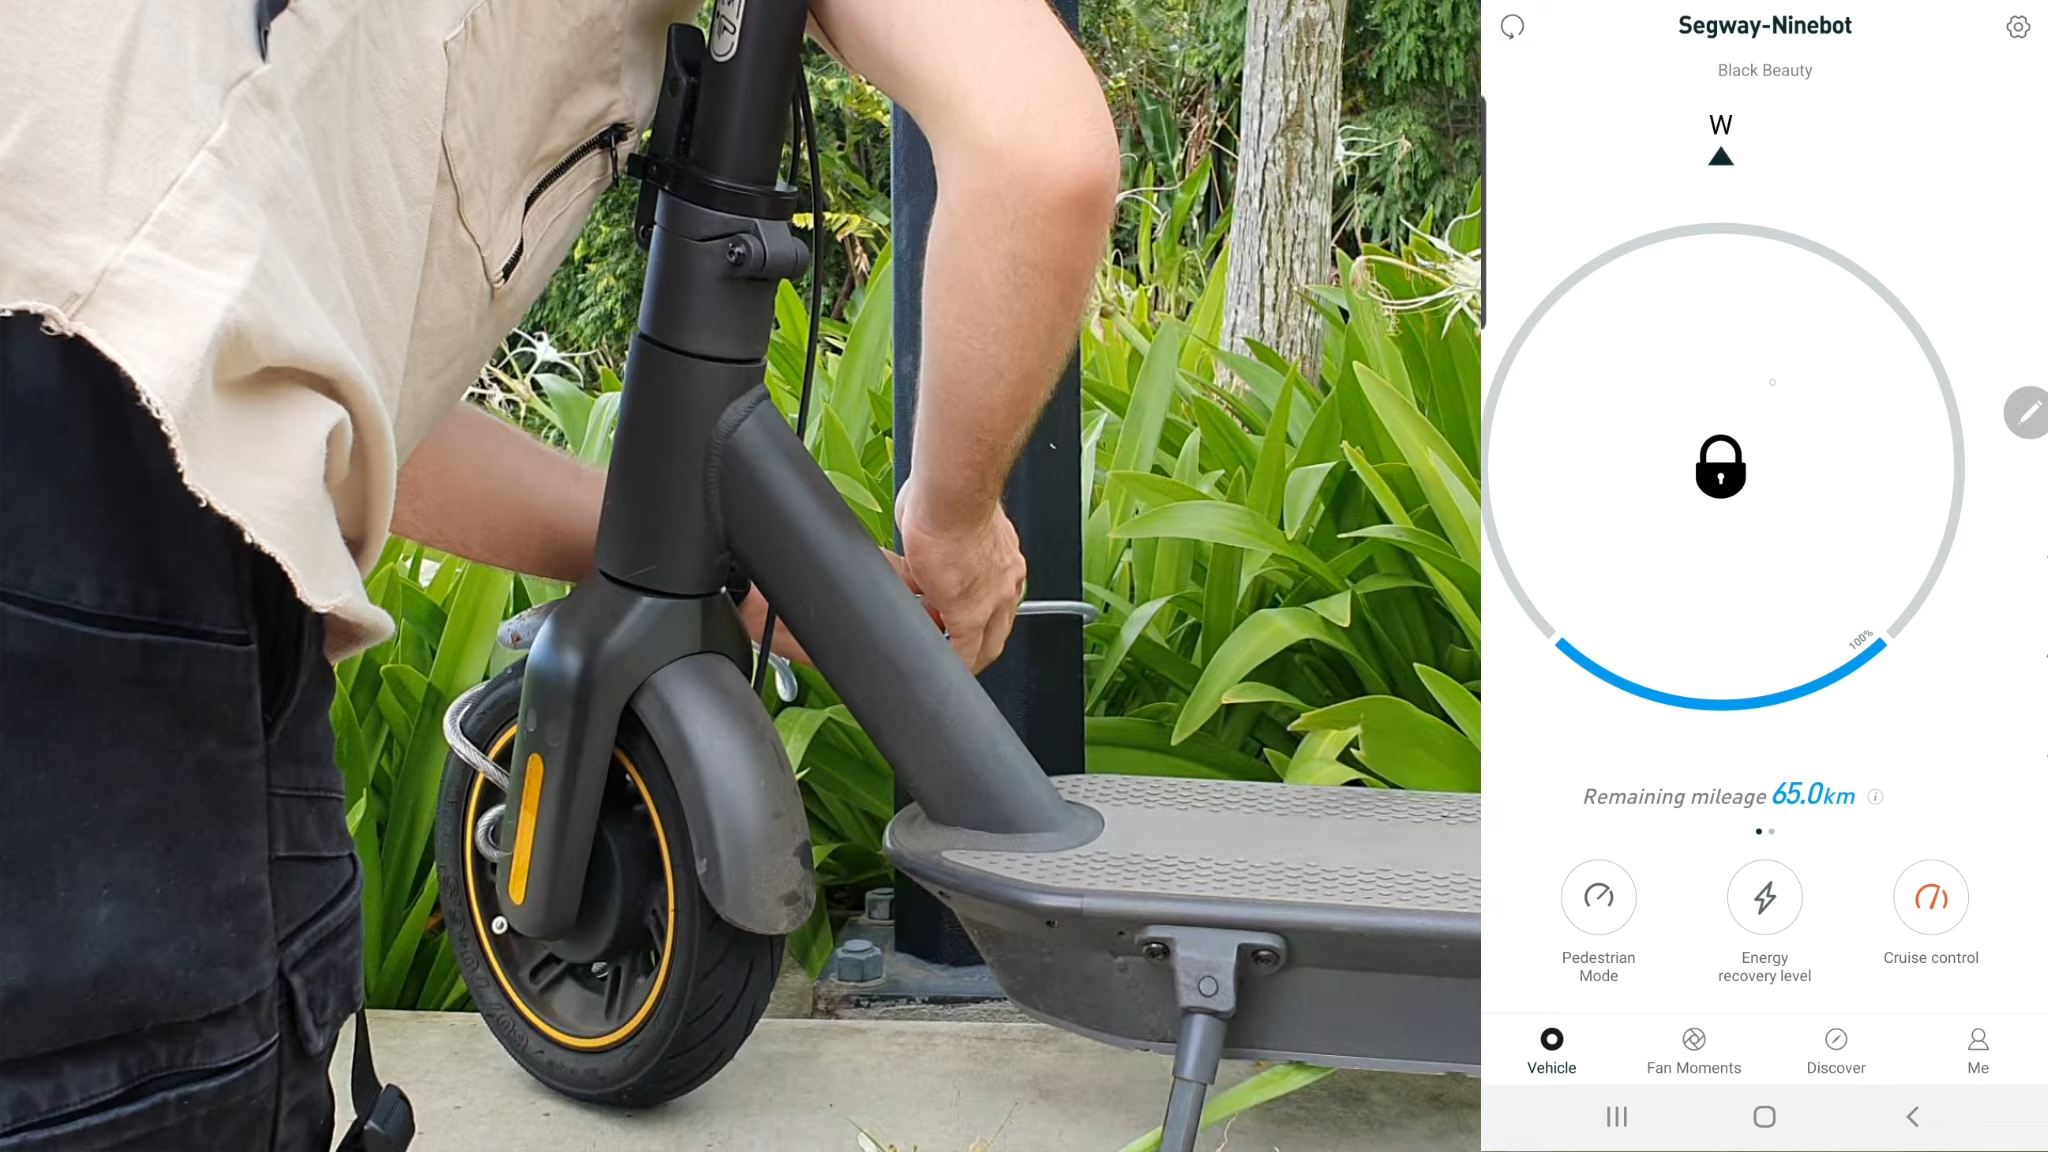 Segway-Ninebot
Black Beauty
W
100%
Remaining mileage 65.0km
Pedestrian Mode
Energy recovery level
Cruise control
Vehicle
Fan Moments
Discover
Me